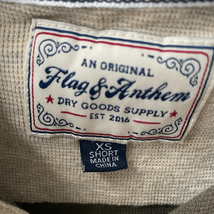 AN ORIGINAL
Flag & Anthem
DRY GOODS SUPPLY
EST 2016
XS
SHORT
MADE IN
CHINA